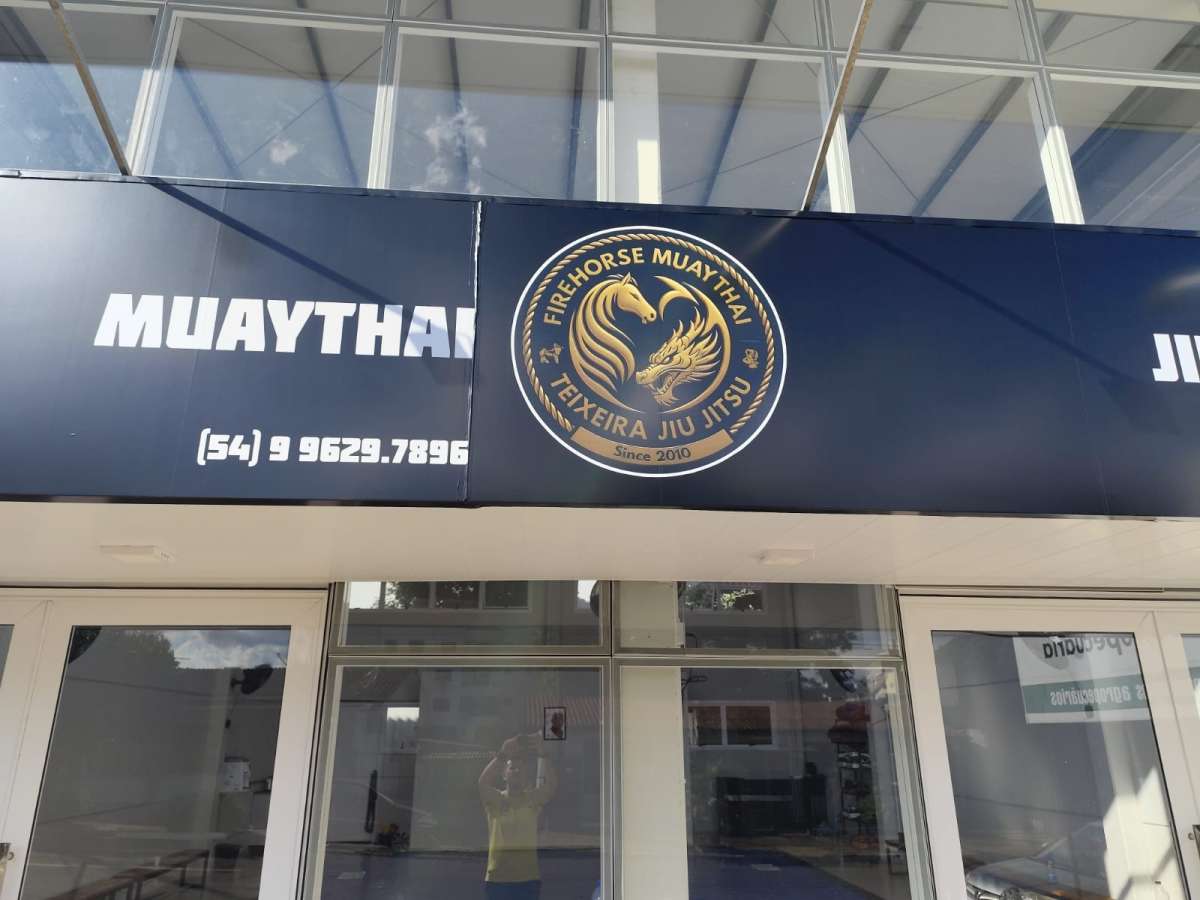 MUAYTHAI
(54) 9 9629.7896
FIREHORSE MUAYTHAI
TEIXEIRA JIU JITSU
Since 2010